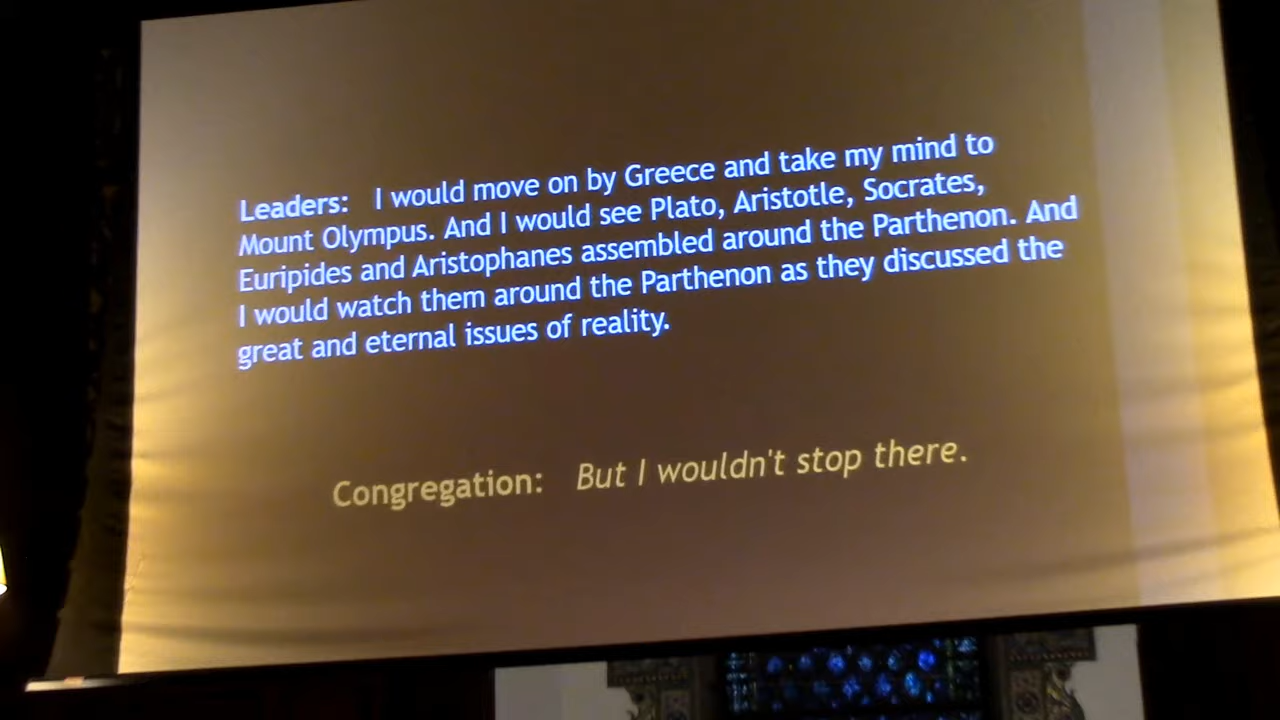 Leaders: I would move on by Greece and take my mind to
Mount Olympus. And I would see Plato, Aristotle, Socrates,
Euripides and Aristophanes assembled around the Parthenon. And
I would watch them around the Parthenon as they discussed the
great and eternal issues of reality.
Congregation: But I wouldn't stop there.